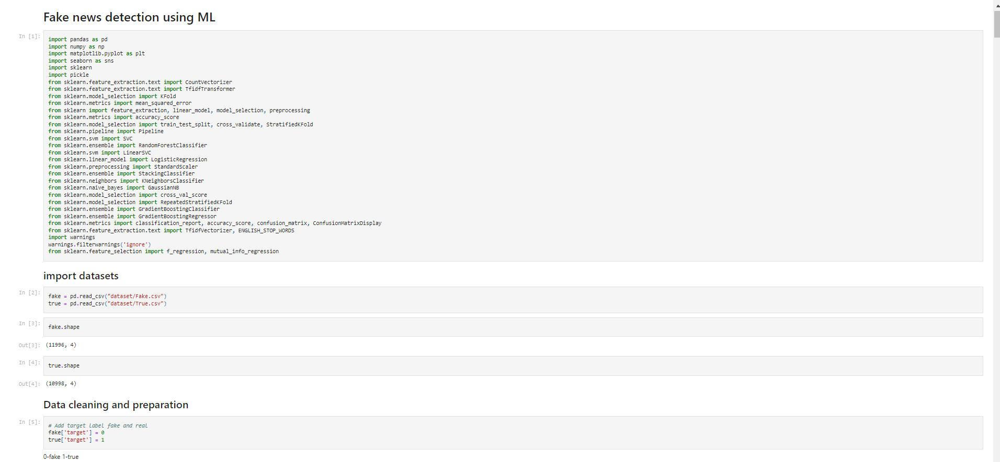 Fake news detection using ML
In [1]:
import pandas as pd
import numpy as np
import matplotlib.pyplot as plt
import seaborn as sns
import sklearn
import pickle
from sklearn.feature_extraction.text import CountVectorizer
from sklearn.feature_extraction.text import TfidfTransformer
from sklearn.model_selection import KFold
from sklearn.metrics import mean_squared_error
from sklearn import feature_extraction, linear_model, model_selection, preprocessing
from sklearn.metrics import accuracy_score
from sklearn.model_selection import train_test_split, cross_validate, StratifiedKFold
from sklearn.pipeline import Pipeline
from sklearn.svm import SVC
from sklearn.ensemble import RandomForestClassifier
from sklearn.svm import LinearSVC
from sklearn.linear_model import LogisticRegression
from sklearn.preprocessing import StandardScaler
from sklearn.ensemble import StackingClassifier
from sklearn.neighbors import KNeighborsClassifier
from sklearn.naive_bayes import GaussianNB
from sklearn.model_selection import cross_val_score
from sklearn.model_selection import RepeatedStratifiedKFold
from sklearn.ensemble import GradientBoostingClassifier
from sklearn.ensemble import GradientBoostingRegressor
from sklearn.metrics import classification_report, accuracy_score, confusion_matrix, ConfusionMatrixDisplay
from sklearn.feature_extraction.text import TfidfVectorizer, ENGLISH_STOP_WORDS
import warnings
warnings.filterwarnings('ignore')
from sklearn.feature_selection import f_regression, mutual_info_regression
import datasets
In [2]:
fake = pd.read_csv("dataset/Fake.csv")
true = pd.read_csv("dataset/True.csv")
In [3]:
fake.shape
Out[3]: (11996, 4)
In [4]:
true.shape
Out[4]: (10998, 4)
Data cleaning and preparation
In [5]:
# Add target label fake and real
fake['target'] = 0
true['target'] = 1
0-fake 1-true